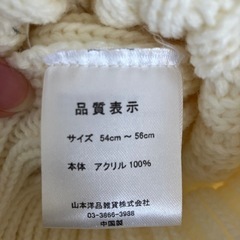 品質表示
サイズ 54cm～56cm
本体 アクリル 100%
山本洋品雑貨株式会社
03-3866-3988
中国製